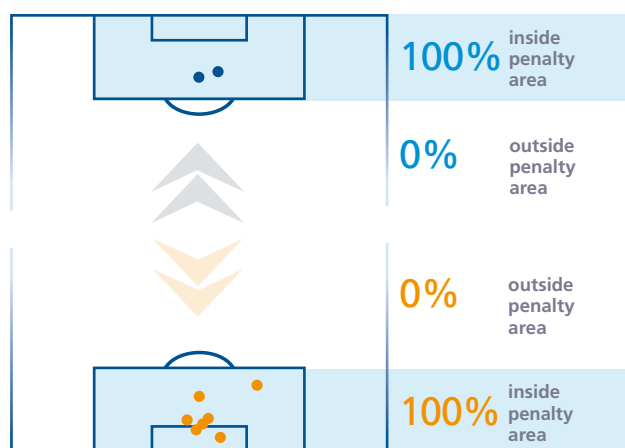 100% inside
penalty
area
0% outside
penalty
area
0% outside
penalty
area
100% inside
penalty
area